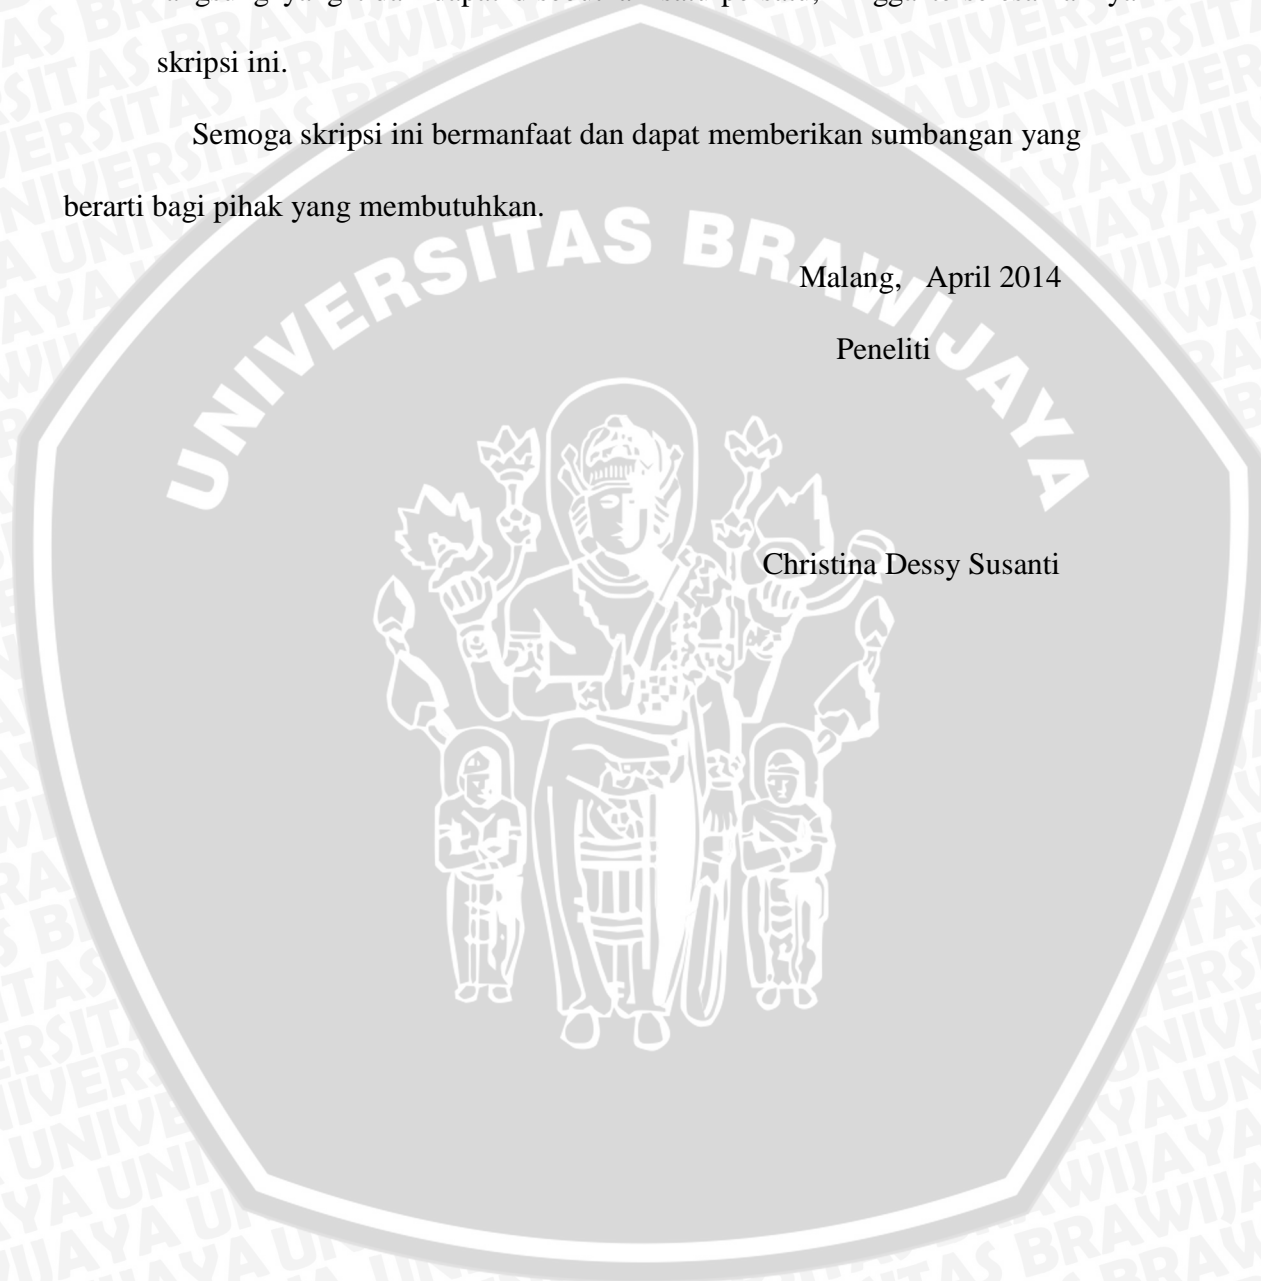 skripsi ini.
Semoga skripsi ini bermanfaat dan dapat memberikan sumbangan yang
berarti bagi pihak yang membutuhkan.
UNIVERSITAS BRAWIJAYA
Malang, April 2014
Peneliti
Christina Dessy Susanti